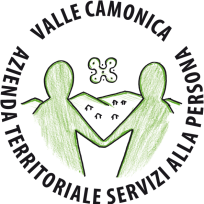 VALLE CAMONICA
AZIENDA TERRITORIALE SERVIZI ALLA PERSONA